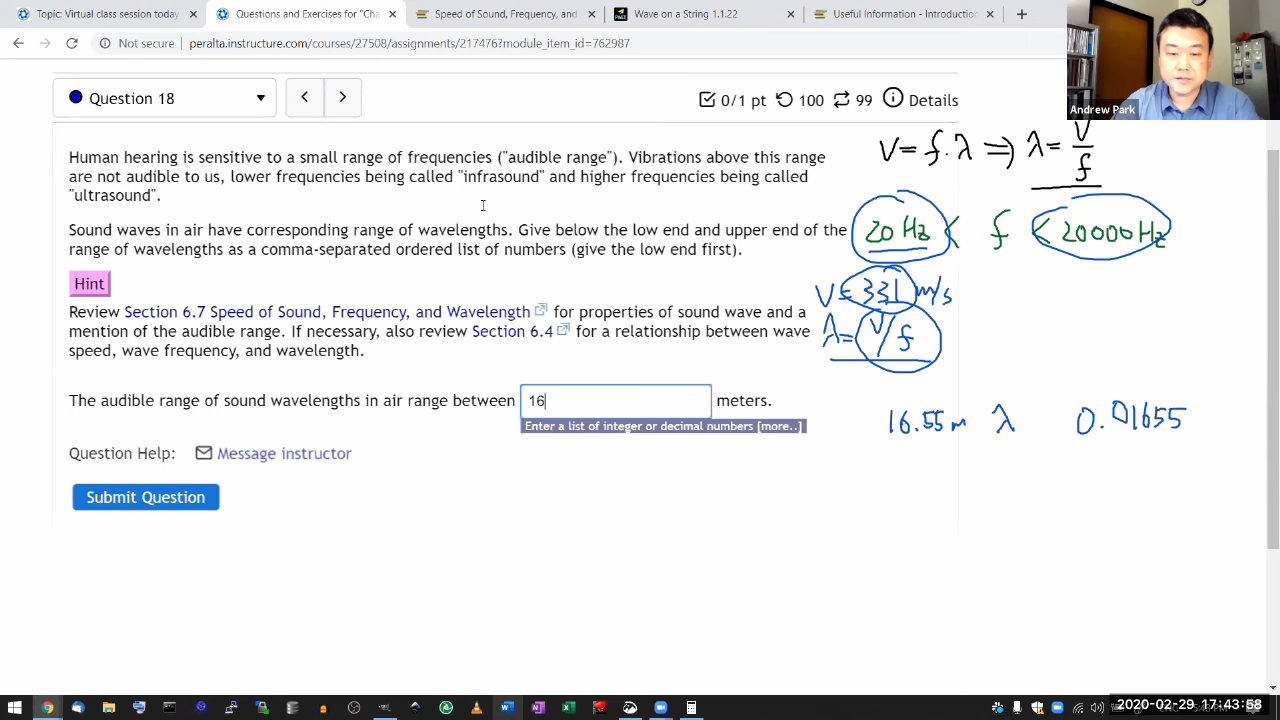 Topic: Virtual class session today
Questions and Exercises for "Cha
Speed of Sound, Frequency, and
Wave on a String 1.1.22
Useful Information - Introduction
Not secure
peralta.instructure.com/courses/27508/assignments/217476?module_item_id=762987
Andrew Park
Question 18
0/1 pt 100 99 Details
Human hearing is sensitive to a small range of frequencies ("audible range"). Vibrations above this range
are not audible to us, lower frequencies being called "infrasound" and higher frequencies being called
"ultrasound".
Sound waves in air have corresponding range of wavelengths. Give below the low end and upper end of the
range of wavelengths as a comma-separated ordered list of numbers (give the low end first).
Hint
Review Section 6.7 Speed of Sound, Frequency, and Wavelength for properties of sound wave and a
mention of the audible range. If necessary, also review Section 6.4 for a relationship between wave
speed, wave frequency, and wavelength.
The audible range of sound wavelengths in air range between 16 meters.
Enter a list of integer or decimal numbers [more..]
Question Help: Message instructor
Submit Question
V = f·λ ⇒ λ = V/f
20 Hz < f < 20000 Hz
V = 331 m/s
λ = V/f
16.55 m λ 0.01655
2020-02-29 17:43:58